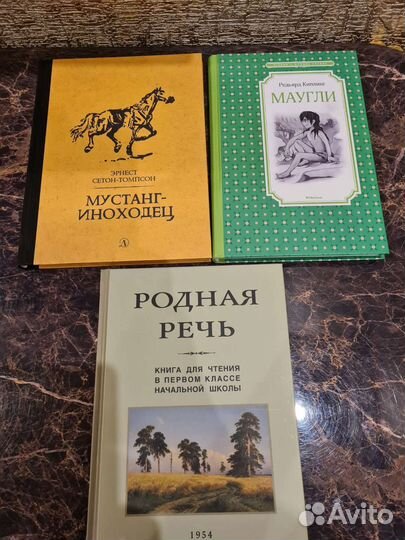 ЭРНЕСТ
СЕТОН-ТОМПСОН
МУСТАНГ-
ИНОХОДЕЦ
Редьярд Киплинг
МАУГЛИ
РОДНАЯ
РЕЧЬ
КНИГА ДЛЯ ЧТЕНИЯ
В ПЕРВОМ КЛАССЕ
НАЧАЛЬНОЙ ШКОЛЫ
1954
Avito